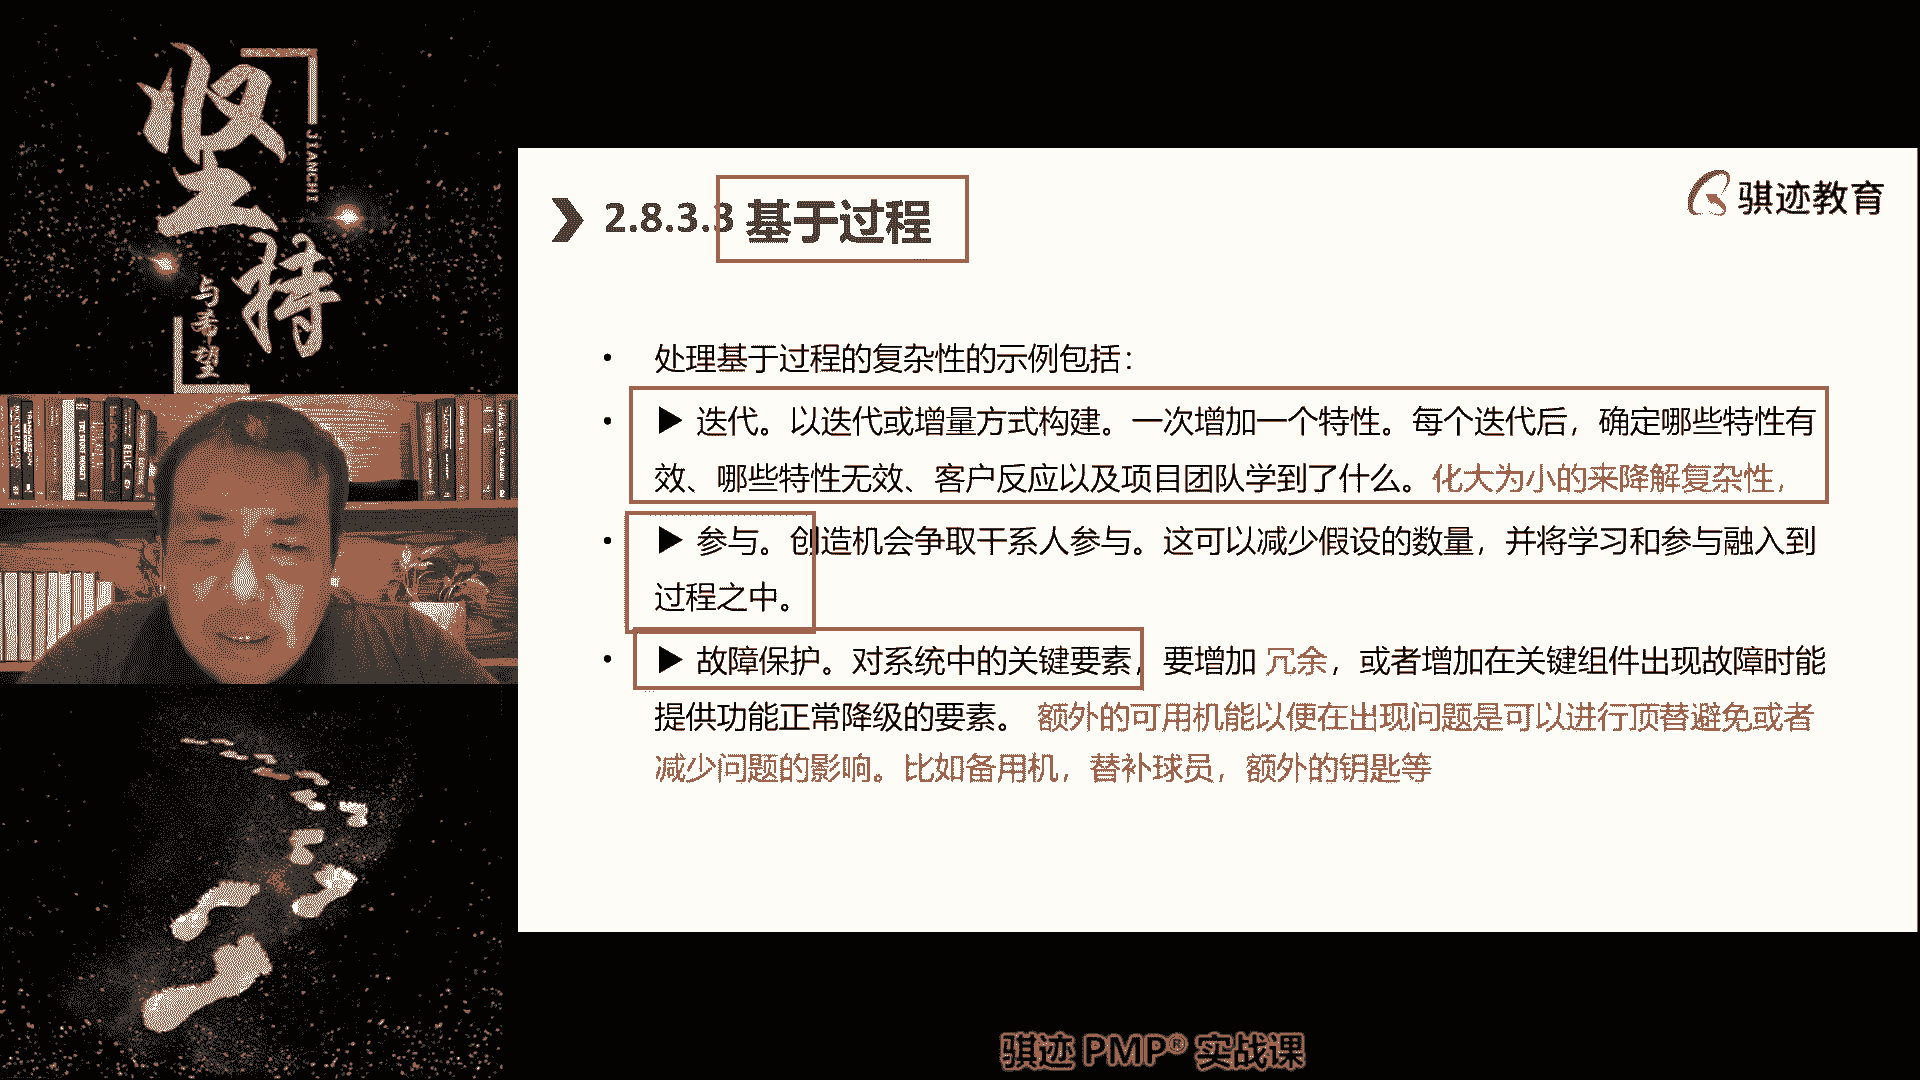 坚持
JIANCHI
与希望
RELIC
2.8.3.3 基于过程
骐迹教育
• 处理基于过程的复杂性的示例包括：
• ▶ 迭代。以迭代或增量方式构建。一次增加一个特性。每个迭代后，确定哪些特性有
效、哪些特性无效、客户反应以及项目团队学到了什么。化大为小的来降解复杂性，
• ▶ 参与。创造机会争取干系人参与。这可以减少假设的数量，并将学习和参与融入到
过程之中。
• ▶ 故障保护。对系统中的关键要素，要增加 冗余，或者增加在关键组件出现故障时能
提供功能正常降级的要素。 额外的可用机能以便在出现问题是可以进行顶替避免或者
减少问题的影响。比如备用机，替补球员，额外的钥匙等
骐迹 PMP® 实战课